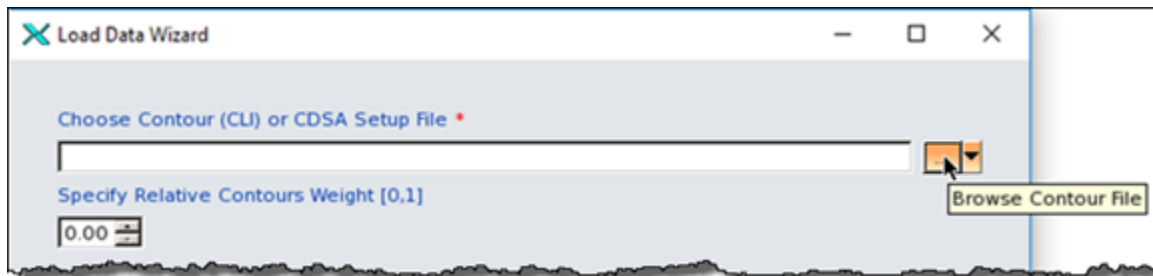 Load Data Wizard
Choose Contour (CLI) or CDSA Setup File *
...
Browse Contour File
Specify Relative Contours Weight [0,1]
0.00